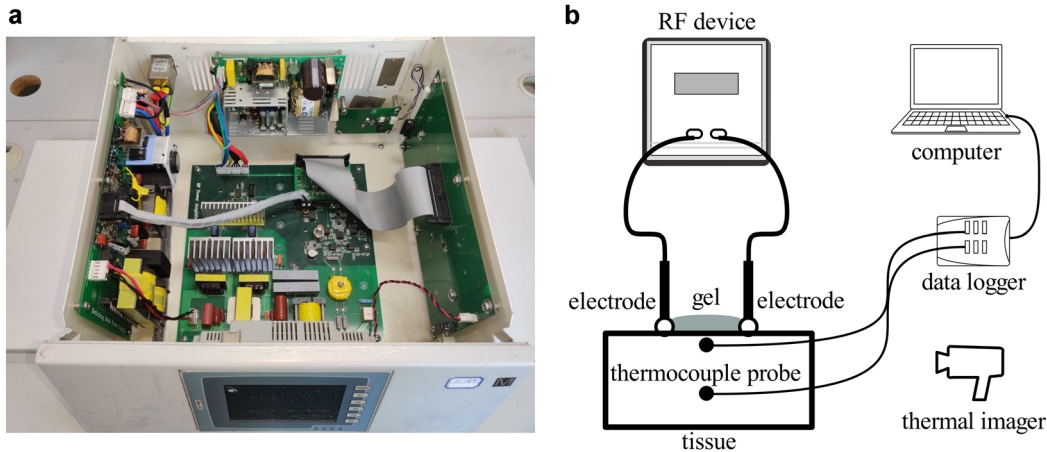 a
b
RF device
computer
data logger
electrode
gel
electrode
thermocouple probe
thermal imager
tissue
M